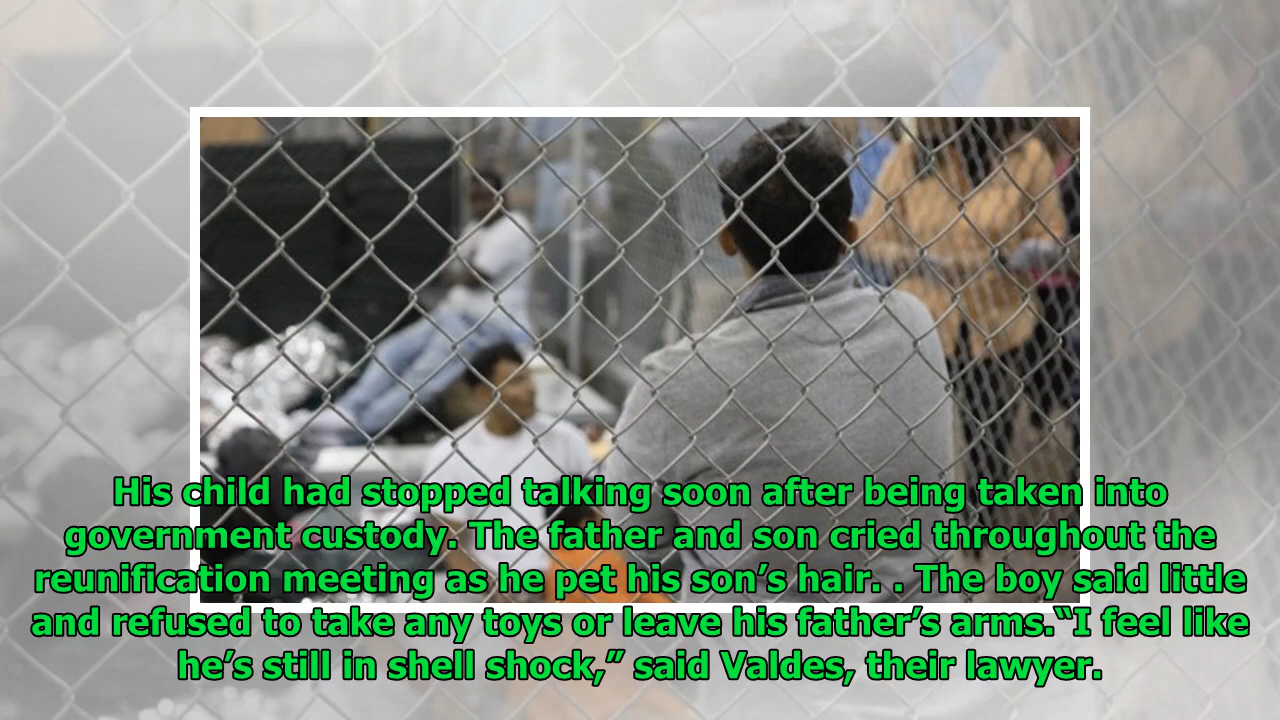 His child had stopped talking soon after being taken into
government custody. The father and son cried throughout the
reunification meeting as he pet his son’s hair. . The boy said little
and refused to take any toys or leave his father’s arms.“I feel like
he’s still in shell shock,” said Valdes, their lawyer.